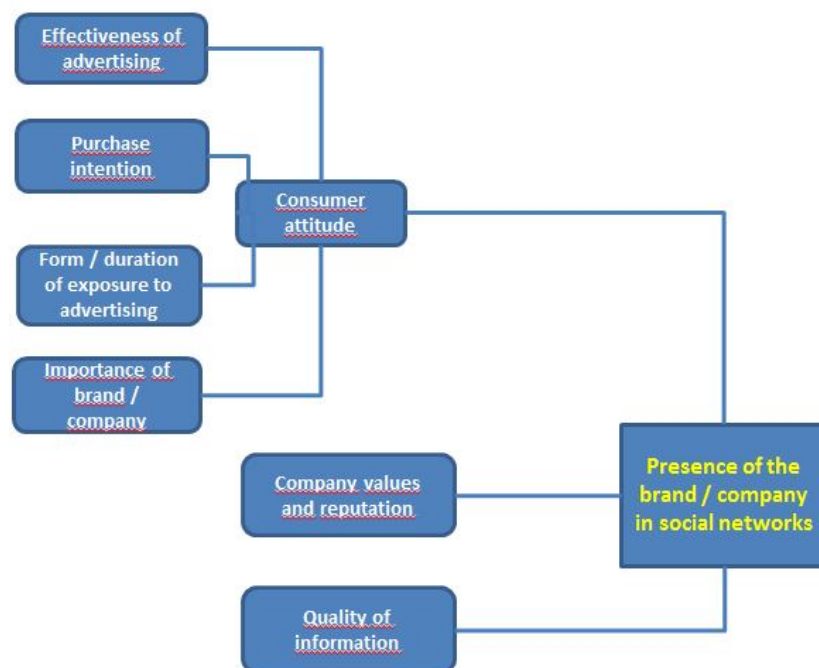 Effectiveness of
advertising
Purchase
intention
Consumer
attitude
Form / duration
of exposure to
advertising
Importance of
brand /
company
Company values
and reputation
Presence of the
brand / company
in social networks
Quality of
information